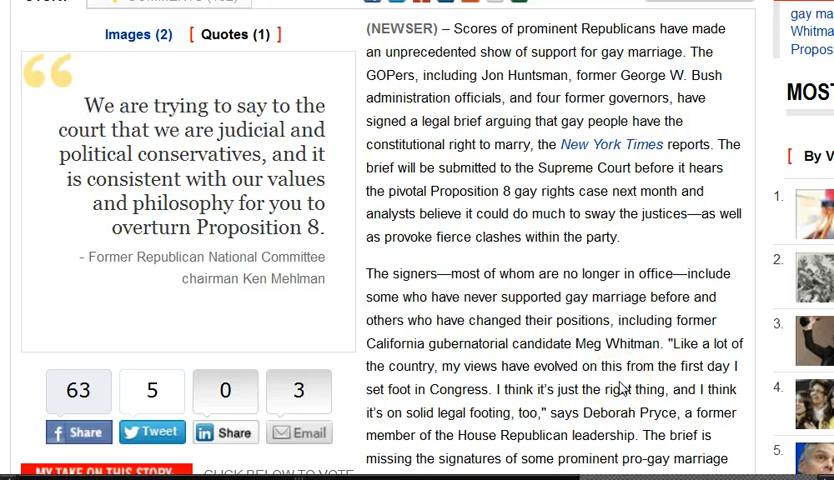 Images (2) [ Quotes (1) ]
We are trying to say to the
court that we are judicial and
political conservatives, and it
is consistent with our values
and philosophy for you to
overturn Proposition 8.
- Former Republican National Committee
chairman Ken Mehlman
63 5 0 3
Share Tweet Share Email
MY TAKE ON THIS STORY CLICK BELOW TO VOTE
(NEWSER) – Scores of prominent Republicans have made
an unprecedented show of support for gay marriage. The
GOPers, including Jon Huntsman, former George W. Bush
administration officials, and four former governors, have
signed a legal brief arguing that gay people have the
constitutional right to marry, the New York Times reports. The
brief will be submitted to the Supreme Court before it hears
the pivotal Proposition 8 gay rights case next month and
analysts believe it could do much to sway the justices—as well
as provoke fierce clashes within the party.
The signers—most of whom are no longer in office—include
some who have never supported gay marriage before and
others who have changed their positions, including former
California gubernatorial candidate Meg Whitman. "Like a lot of
the country, my views have evolved on this from the first day I
set foot in Congress. I think it's just the right thing, and I think
it's on solid legal footing, too," says Deborah Pryce, a former
member of the House Republican leadership. The brief is
missing the signatures of some prominent pro-gay marriage
gay ma
Whitma
Propos
MOST
[ By V
1.
2.
3.
4.
5.